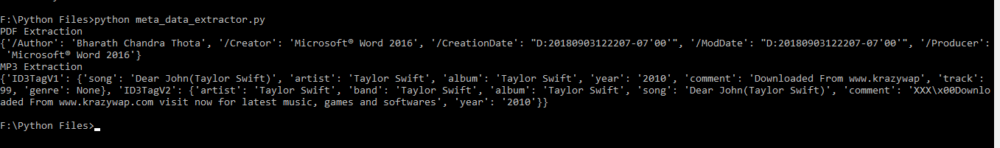 F:\Python Files>python meta_data_extractor.py
PDF Extraction
{'/Author': 'Bharath Chandra Thota', '/Creator': 'Microsoft® Word 2016', '/CreationDate': "D:20180903122207-07'00'", '/ModDate': "D:20180903122207-07'00'", '/Producer':
 'Microsoft® Word 2016'}
MP3 Extraction
{'ID3TagV1': {'song': 'Dear John(Taylor Swift)', 'artist': 'Taylor Swift', 'album': 'Taylor Swift', 'year': '2010', 'comment': 'Downloaded From www.krazywap', 'track':
99, 'genre': None}, 'ID3TagV2': {'artist': 'Taylor Swift', 'band': 'Taylor Swift', 'album': 'Taylor Swift', 'song': 'Dear John(Taylor Swift)', 'comment': 'XXX\x00Downlo
aded From www.krazywap.com visit now for latest music, games and softwares', 'year': '2010'}}
F:\Python Files>